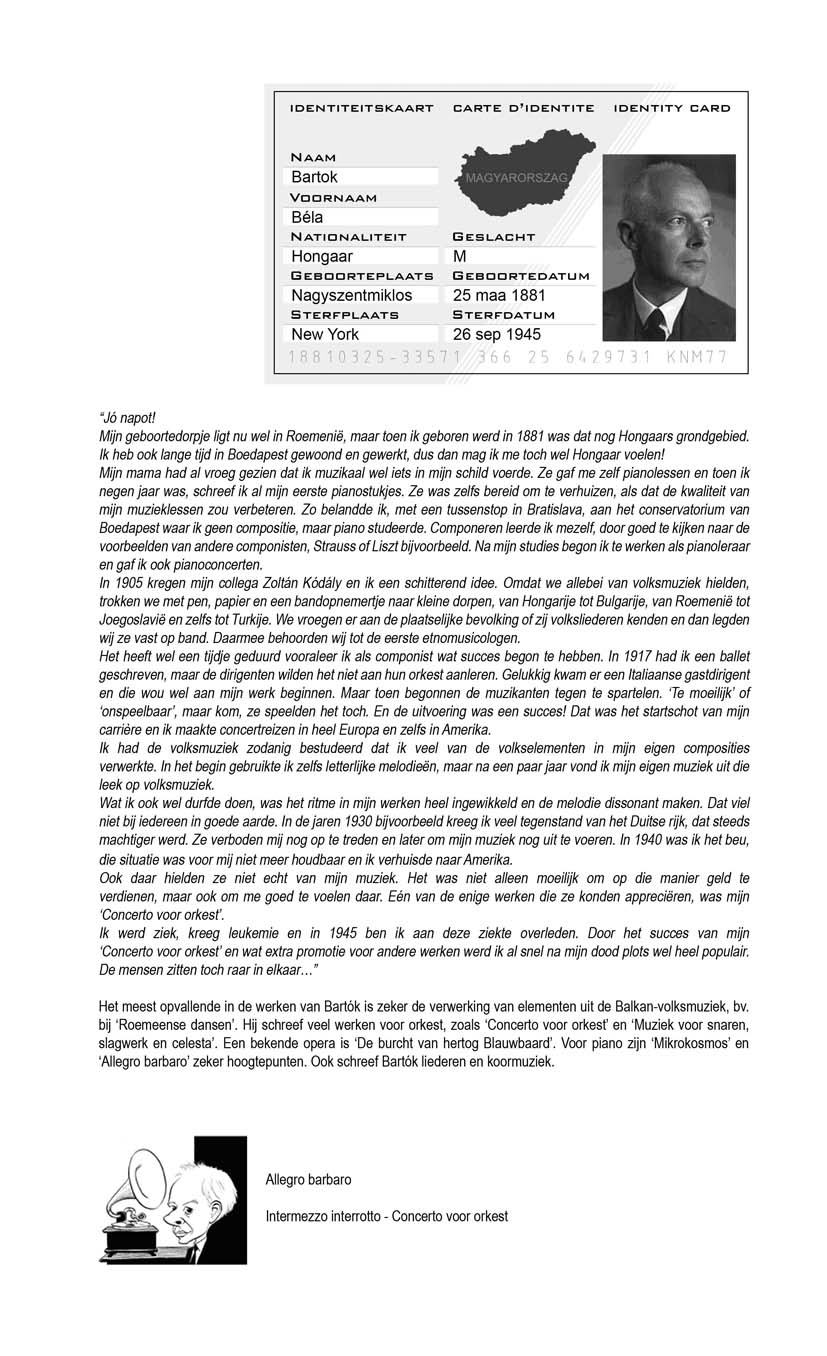 IDENTITEITSKAART CARTE D'IDENTITE IDENTITY CARD
NAAM
Bartok
MAGYARORSZAG
VOORNAAM
Béla
NATIONALITEIT GESLACHT
Hongaar M
GEBOORTEPLAATS GEBOORTEDATUM
Nagyszentmiklos 25 maa 1881
STERFPLAATS STERFDATUM
New York 26 sep 1945
18810325-33571 366 25 6429731 KNM77
“Jó napot!
Mijn geboortedorpje ligt nu wel in Roemenië, maar toen ik geboren werd in 1881 was dat nog Hongaars grondgebied.
Ik heb ook lange tijd in Boedapest gewoond en gewerkt, dus dan mag ik me toch wel Hongaar voelen!
Mijn mama had al vroeg gezien dat ik muzikaal wel iets in mijn schild voerde. Ze gaf me zelf pianolessen en toen ik
negen jaar was, schreef ik al mijn eerste pianostukjes. Ze was zelfs bereid om te verhuizen, als dat de kwaliteit van
mijn muzieklessen zou verbeteren. Zo belandde ik, met een tussenstop in Bratislava, aan het conservatorium van
Boedapest waar ik geen compositie, maar piano studeerde. Componeren leerde ik mezelf, door goed te kijken naar de
voorbeelden van andere componisten, Strauss of Liszt bijvoorbeeld. Na mijn studies begon ik te werken als pianoleraar
en gaf ik ook pianoconcerten.
In 1905 kregen mijn collega Zoltán Kódály en ik een schitterend idee. Omdat we allebei van volksmuziek hielden,
trokken we met pen, papier en een bandopnemertje naar kleine dorpen, van Hongarije tot Bulgarije, van Roemenië tot
Joegoslavië en zelfs tot Turkije. We vroegen er aan de plaatselijke bevolking of zij volksliederen kenden en dan legden
wij ze vast op band. Daarmee behoorden wij tot de eerste etnomusicologen.
Het heeft wel een tijdje geduurd vooraleer ik als componist wat succes begon te hebben. In 1917 had ik een ballet
geschreven, maar de dirigenten wilden het niet aan hun orkest aanleren. Gelukkig kwam er een Italiaanse gastdirigent
en die wou wel aan mijn werk beginnen. Maar toen begonnen de muzikanten tegen te spartelen. ‘Te moeilijk’ of
‘onspeelbaar’, maar kom, ze speelden het toch. En de uitvoering was een succes! Dat was het startschot van mijn
carrière en ik maakte concertreizen in heel Europa en zelfs in Amerika.
Ik had de volksmuziek zodanig bestudeerd dat ik veel van de volkselementen in mijn eigen composities
verwerkte. In het begin gebruikte ik zelfs letterlijke melodieën, maar na een paar jaar vond ik mijn eigen muziek uit die
leek op volksmuziek.
Wat ik ook wel durfde doen, was het ritme in mijn werken heel ingewikkeld en de melodie dissonant maken. Dat viel
niet bij iedereen in goede aarde. In de jaren 1930 bijvoorbeeld kreeg ik veel tegenstand van het Duitse rijk, dat steeds
machtiger werd. Ze verboden mij nog op te treden en later om mijn muziek nog uit te voeren. In 1940 was ik het beu,
die situatie was voor mij niet meer houdbaar en ik verhuisde naar Amerika.
Ook daar hielden ze niet echt van mijn muziek. Het was niet alleen moeilijk om op die manier geld te
verdienen, maar ook om me goed te voelen daar. Eén van de enige werken die ze konden appreciëren, was mijn
‘Concerto voor orkest’.
Ik werd ziek, kreeg leukemie en in 1945 ben ik aan deze ziekte overleden. Door het succes van mijn
‘Concerto voor orkest’ en wat extra promotie voor andere werken werd ik al snel na mijn dood plots wel heel populair.
De mensen zitten toch raar in elkaar…”
Het meest opvallende in de werken van Bartók is zeker de verwerking van elementen uit de Balkan-volksmuziek, bv.
bij ‘Roemeense dansen’. Hij schreef veel werken voor orkest, zoals ‘Concerto voor orkest’ en ‘Muziek voor snaren,
slagwerk en celesta’. Een bekende opera is ‘De burcht van hertog Blauwbaard’. Voor piano zijn ‘Mikrokosmos’ en
‘Allegro barbaro’ zeker hoogtepunten. Ook schreef Bartók liederen en koormuziek.
Allegro barbaro
Intermezzo interrotto - Concerto voor orkest